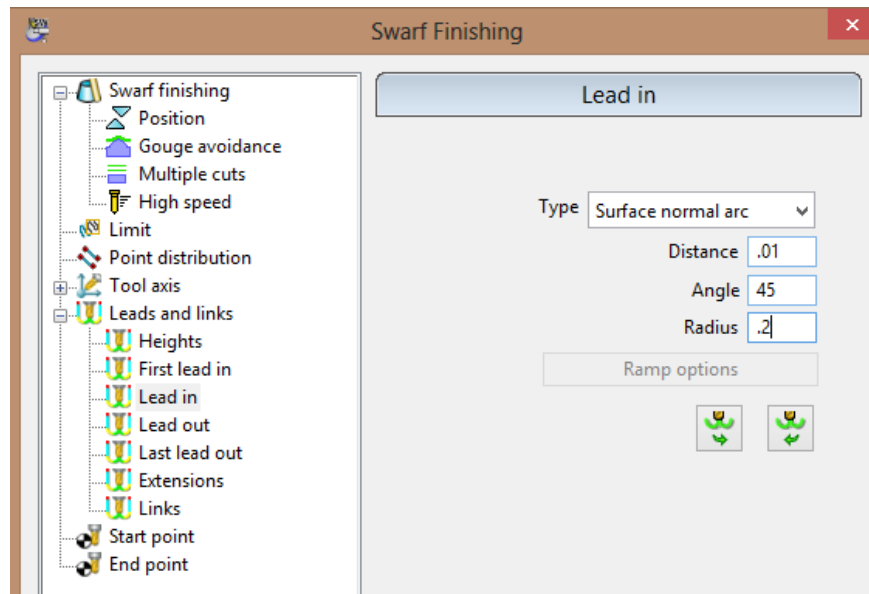 Swarf Finishing
Swarf finishing
Position
Gouge avoidance
Multiple cuts
High speed
Limit
Point distribution
Tool axis
Leads and links
Heights
First lead in
Lead in
Lead out
Last lead out
Extensions
Links
Start point
End point
Lead in
Type Surface normal arc
Distance .01
Angle 45
Radius .2
Ramp options